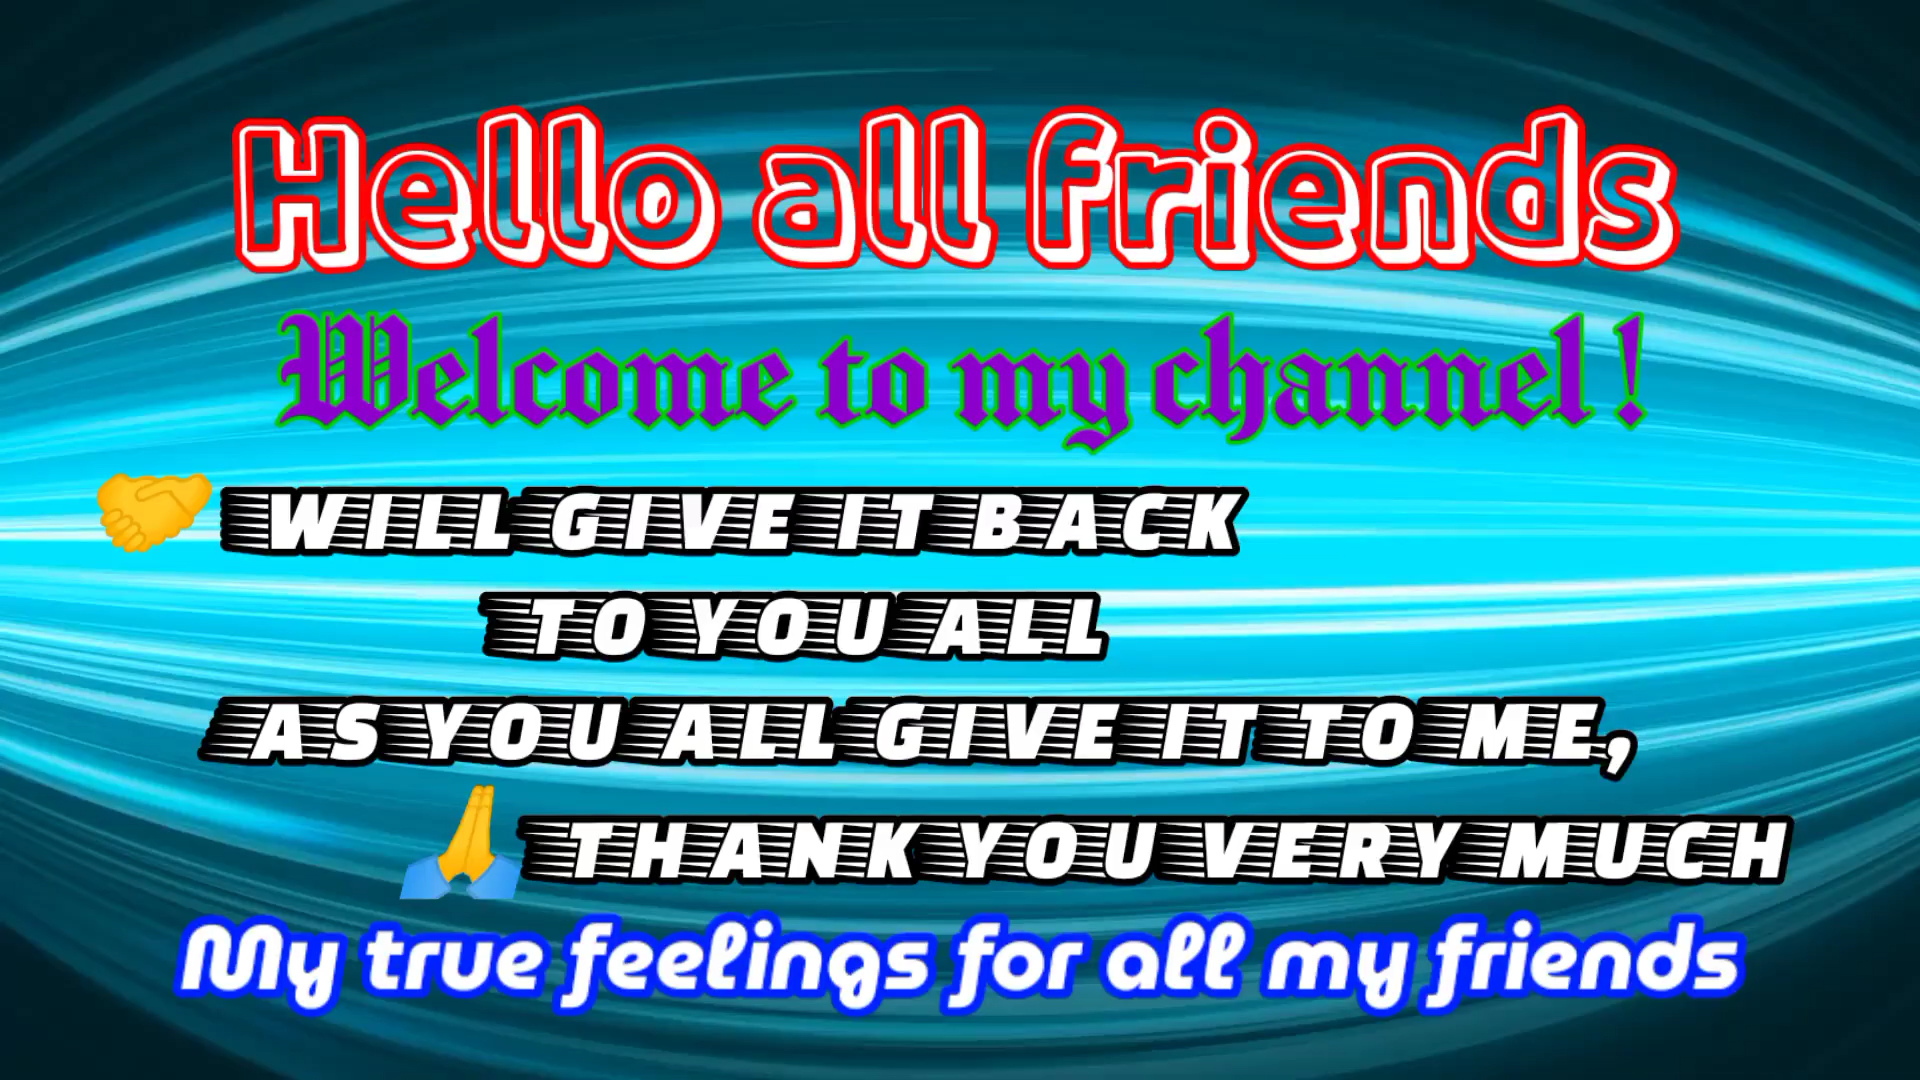 Hello all friends
Welcome to my channel !
🤝 WILL GIVE IT BACK
TO YOU ALL
AS YOU ALL GIVE IT TO ME,
🙏 THANK YOU VERY MUCH
My true feelings for all my friends